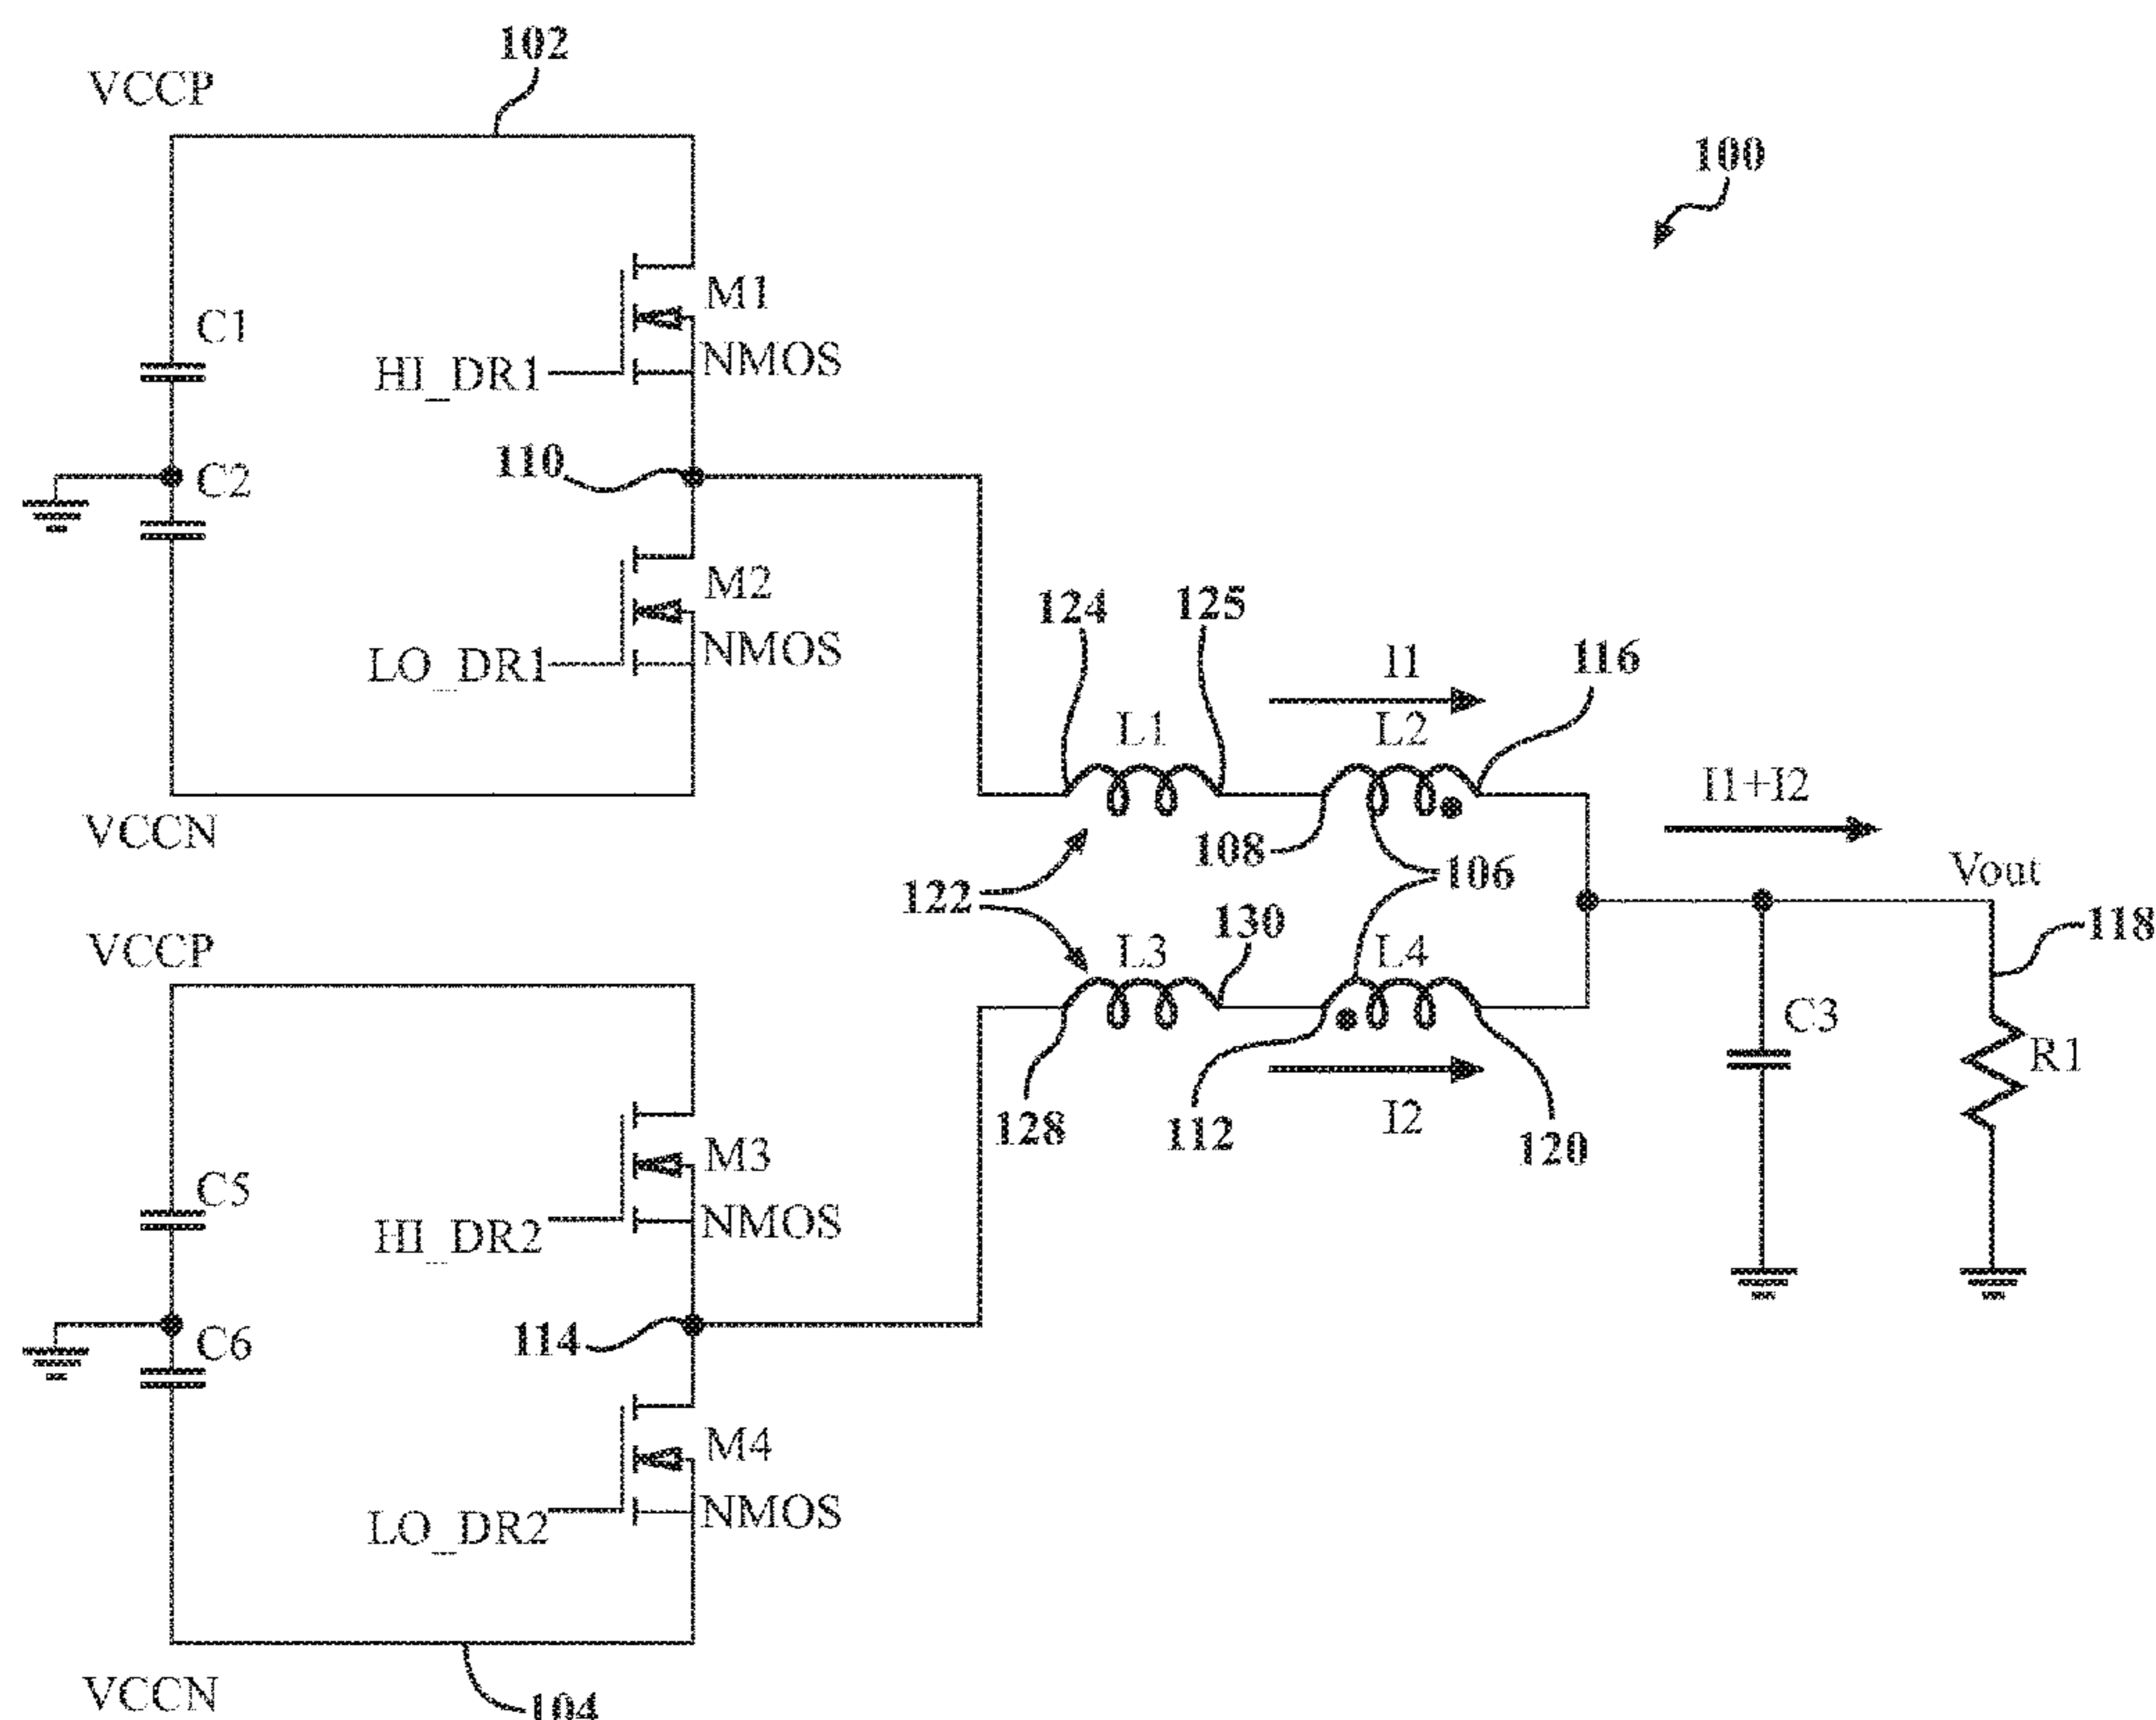 102
VCCP
100
C1
M1
NMOS
HI_DR1
110
C2
M2
NMOS
LO_DR1
124
125
I1
116
L1
L2
I1+I2
VCCN
108
106
Vout
122
130
118
VCCP
L3
L4
C3
R1
128
112
I2
120
M3
C5
NMOS
HI_DR2
114
C6
M4
NMOS
LO_DR2
VCCN
104